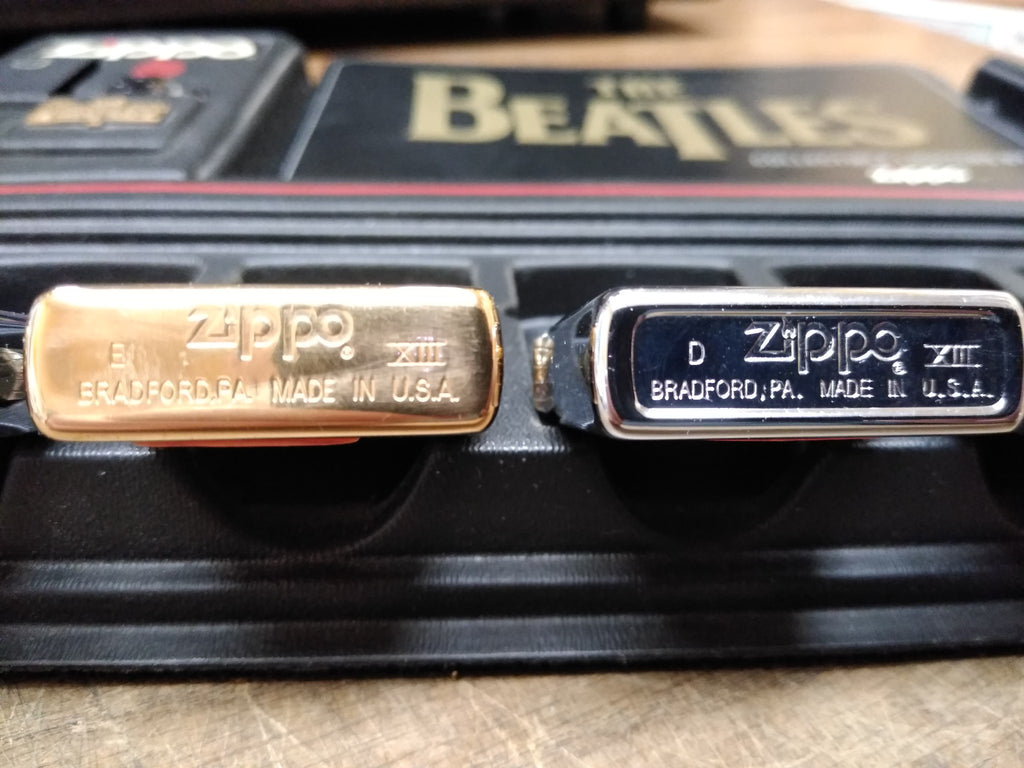 THE
BEATLES
Zippo
E XIII
BRADFORD,PA. MADE IN U.S.A.
Zippo
D XIII
BRADFORD, PA. MADE IN U.S.A.